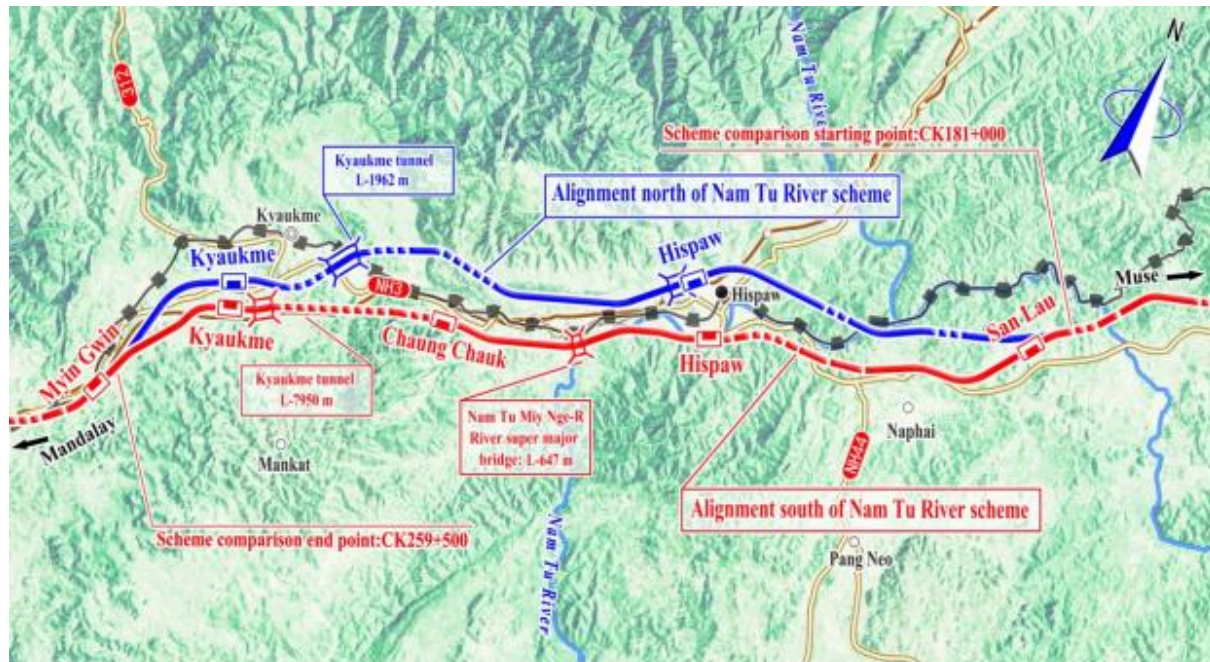 N
312
Nam Tu River
Scheme comparison starting point:CK181+000
Kyaukme tunnel
L-1962 m
Alignment north of Nam Tu River scheme
Kyaukme
Kyaukme
Hispaw
Muse
NH3
Hispaw
San Lau
Myin Gwin
Kyaukme
Chaung Chauk
Hispaw
Kyaukme tunnel
L-7950 m
Nam Tu Miy Nge-R
River super major
bridge: L-647 m
Naphai
Mandalay
Mankat
NH44
Alignment south of Nam Tu River scheme
Scheme comparison end point:CK259+500
Nam Tu River
Pang Neo